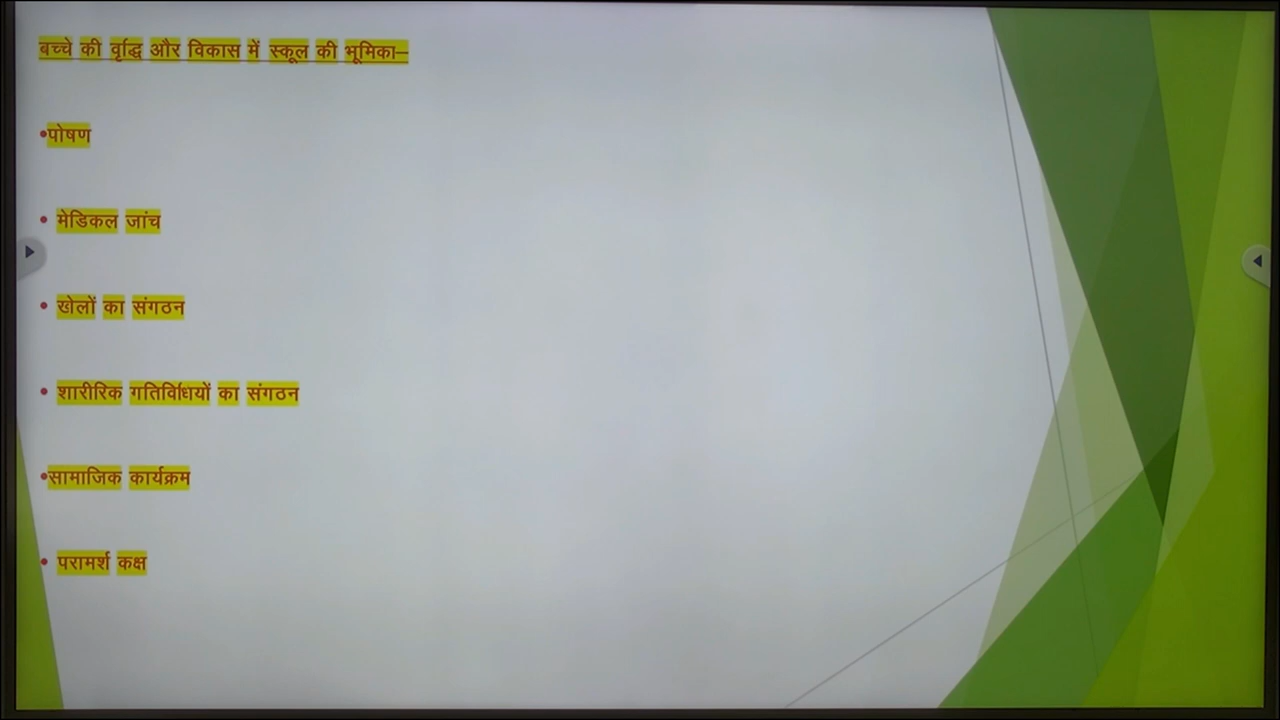 बच्चे की वृद्धि और विकास में स्कूल की भूमिका–
•पोषण
• मेडिकल जांच
• खेलों का संगठन
• शारीरिक गतिविधियों का संगठन
•सामाजिक कार्यक्रम
• परामर्श कक्ष